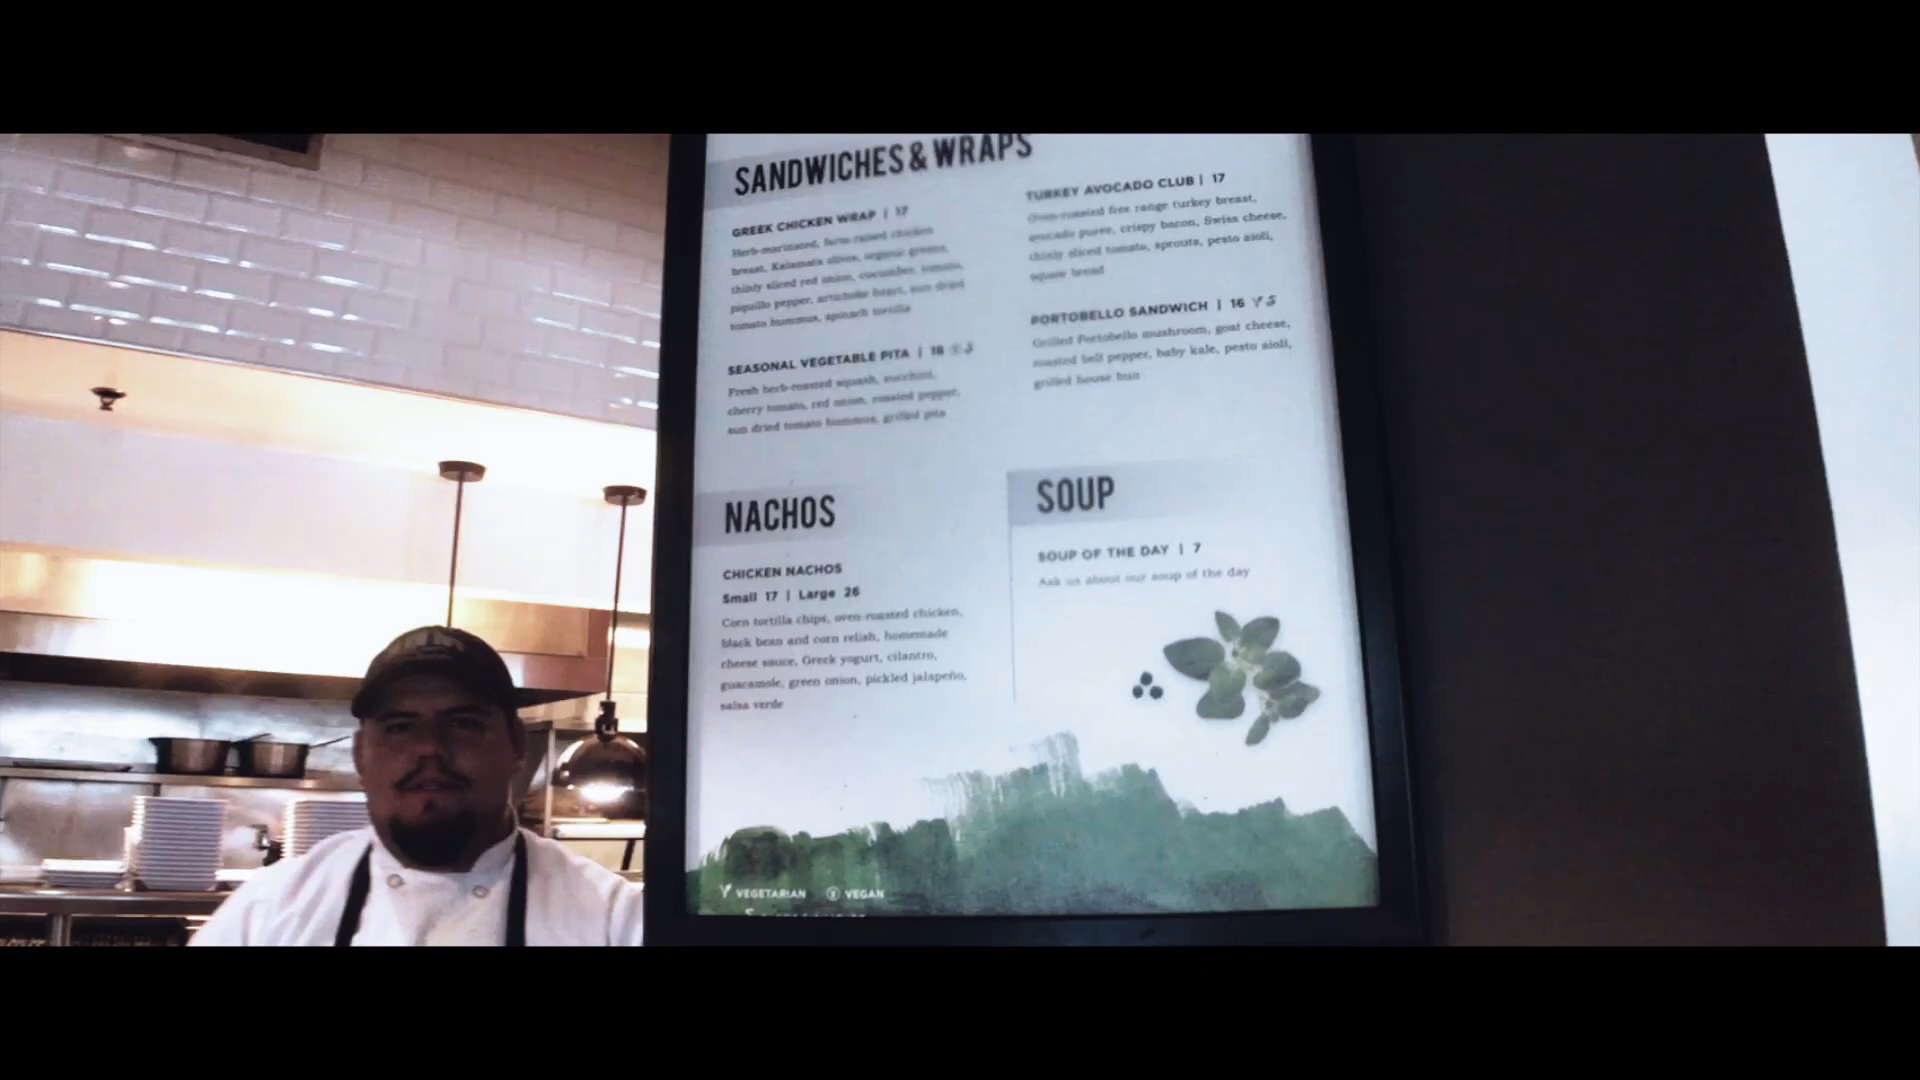 SANDWICHES & WRAPS
GREEK CHICKEN WRAP | 17
Herb-marinated, farm raised chicken
breast, Kalamata olives, organic greens,
thinly sliced red onion, cucumber, tomato,
piquillo pepper, artichoke heart, sun dried
tomato hummus, spinach tortilla
SEASONAL VEGETABLE PITA |
Fresh herb-roasted squash, zucchini,
cherry tomato, red onion, roasted pepper,
sun dried tomato hummus, grilled pita
TURKEY AVOCADO CLUB | 17
Oven-roasted free range turkey breast,
avocado puree, crispy bacon, Swiss cheese,
thinly sliced tomato, sprouts, pesto aioli,
square bread
PORTOBELLO SANDWICH | 16
Grilled Portobello mushroom, goat cheese,
roasted bell pepper, baby kale, pesto aioli,
grilled house bun
NACHOS
CHICKEN NACHOS
Small 17 | Large 26
Corn tortilla chips, oven-roasted chicken,
black bean and corn relish, homemade
cheese sauce, Greek yogurt, cilantro,
guacamole, green onion, pickled jalapeño,
salsa verde
SOUP
SOUP OF THE DAY | 7
Ask us about our soup of the day
VEGETARIAN VEGAN